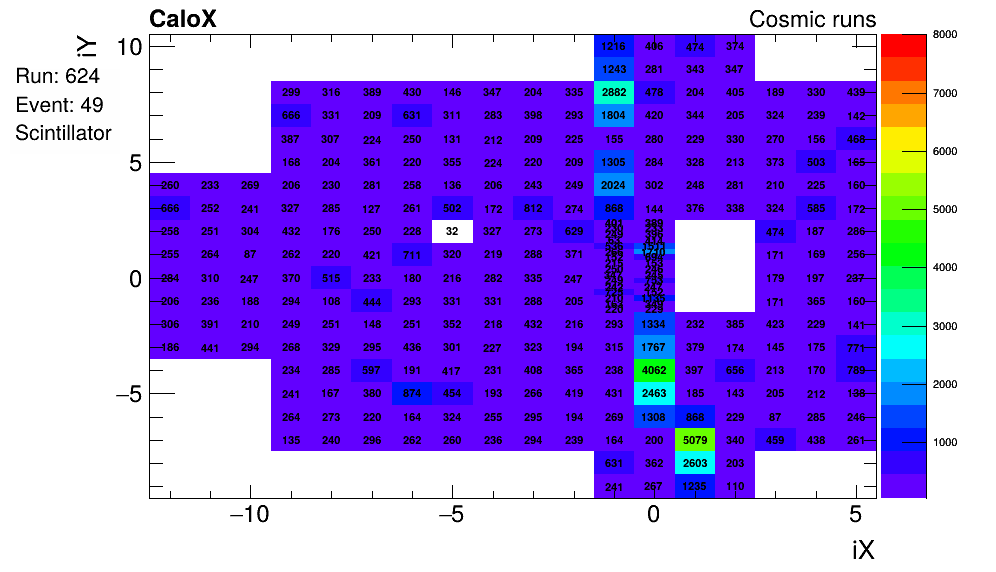 CaloX Cosmic runs
iY
Run: 624
Event: 49
Scintillator
10 1216 406 474 374 8000
1243 281 343 347
299 316 389 430 146 347 204 335 2882 478 204 405 189 330 439 7000
666 331 209 631 311 283 398 293 1804 420 344 205 324 239 142
387 307 224 250 131 212 209 225 155 280 229 330 270 156 468 6000
5 166 204 361 220 355 224 220 209 1305 284 328 213 373 503 165
260 233 269 206 230 281 258 136 206 243 249 2024 302 248 281 210 225 160
666 252 241 327 285 127 261 502 172 812 274 866 144 376 338 324 585 172 5000
258 251 304 432 176 250 228 32 327 273 629 474 187 286
255 264 87 262 220 421 711 320 219 288 371 171 169 256
0 264 310 247 370 515 233 180 216 282 335 247 179 197 237 4000
206 236 188 294 108 444 293 331 331 288 205 171 365 160
806 391 210 249 251 148 251 352 218 432 216 293 1334 232 385 423 229 141 3000
186 441 294 268 329 295 436 301 227 323 194 315 1767 379 174 145 175 771
234 285 597 191 417 231 408 365 238 4062 397 656 213 170 789
−5 241 167 380 874 454 193 266 419 431 2463 185 143 205 212 138 2000
264 273 220 164 324 255 295 194 269 1308 868 229 87 285 246
135 240 296 262 260 236 294 239 164 200 5079 340 459 438 261 1000
631 362 2603 203
241 267 1235 110
−10 −5 0 5
iX